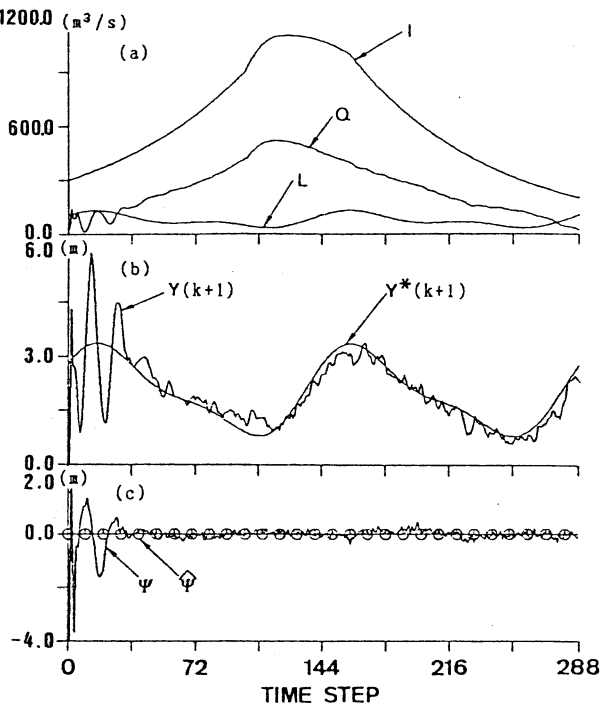 1200.0 (m³/s)
(a)
I
600.0
Q
L
0.0
6.0 (m)
(b)
Y(k+1)
Y*(k+1)
3.0
0.0
2.0 (m)
(c)
0.0
Ψ
Ψ̂
-4.0
0 72 144 216 288
TIME STEP